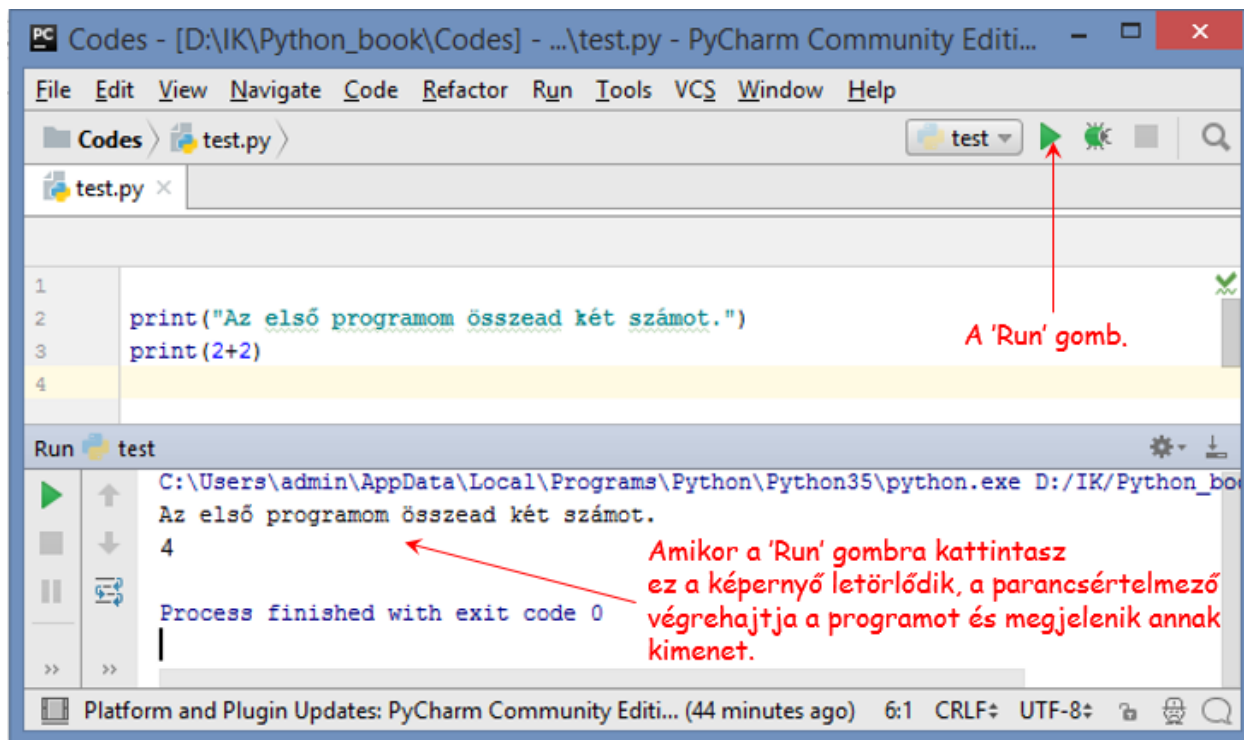 PC Codes - [D:\IK\Python_book\Codes] - ...\test.py - PyCharm Community Editi...
File Edit View Navigate Code Refactor Run Tools VCS Window Help
Codes test.py test
test.py
1
2 print("Az első programom összead két számot.")
3 print(2+2)
4
A 'Run' gomb.
Run test
C:\Users\admin\AppData\Local\Programs\Python\Python35\python.exe D:/IK/Python_boo
Az első programom összead két számot.
4
Process finished with exit code 0
Amikor a 'Run' gombra kattintasz
ez a képernyő letörlődik, a parancsértelmező
végrehajtja a programot és megjelenik annak
kimenet.
Platform and Plugin Updates: PyCharm Community Editi... (44 minutes ago) 6:1 CRLF UTF-8